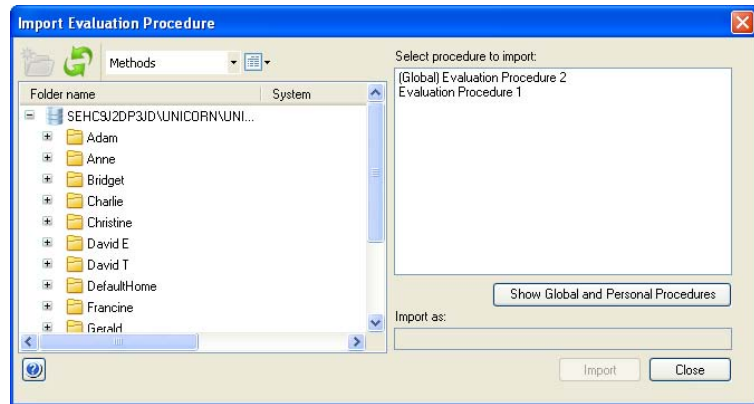 Import Evaluation Procedure
Methods
Folder name System
SEHC9J2DP3JD\UNICORN\UNI...
Adam
Anne
Bridget
Charlie
Christine
David E
David T
DefaultHome
Francine
Gerald
Select procedure to import:
(Global) Evaluation Procedure 2
Evaluation Procedure 1
Show Global and Personal Procedures
Import as:
Import Close